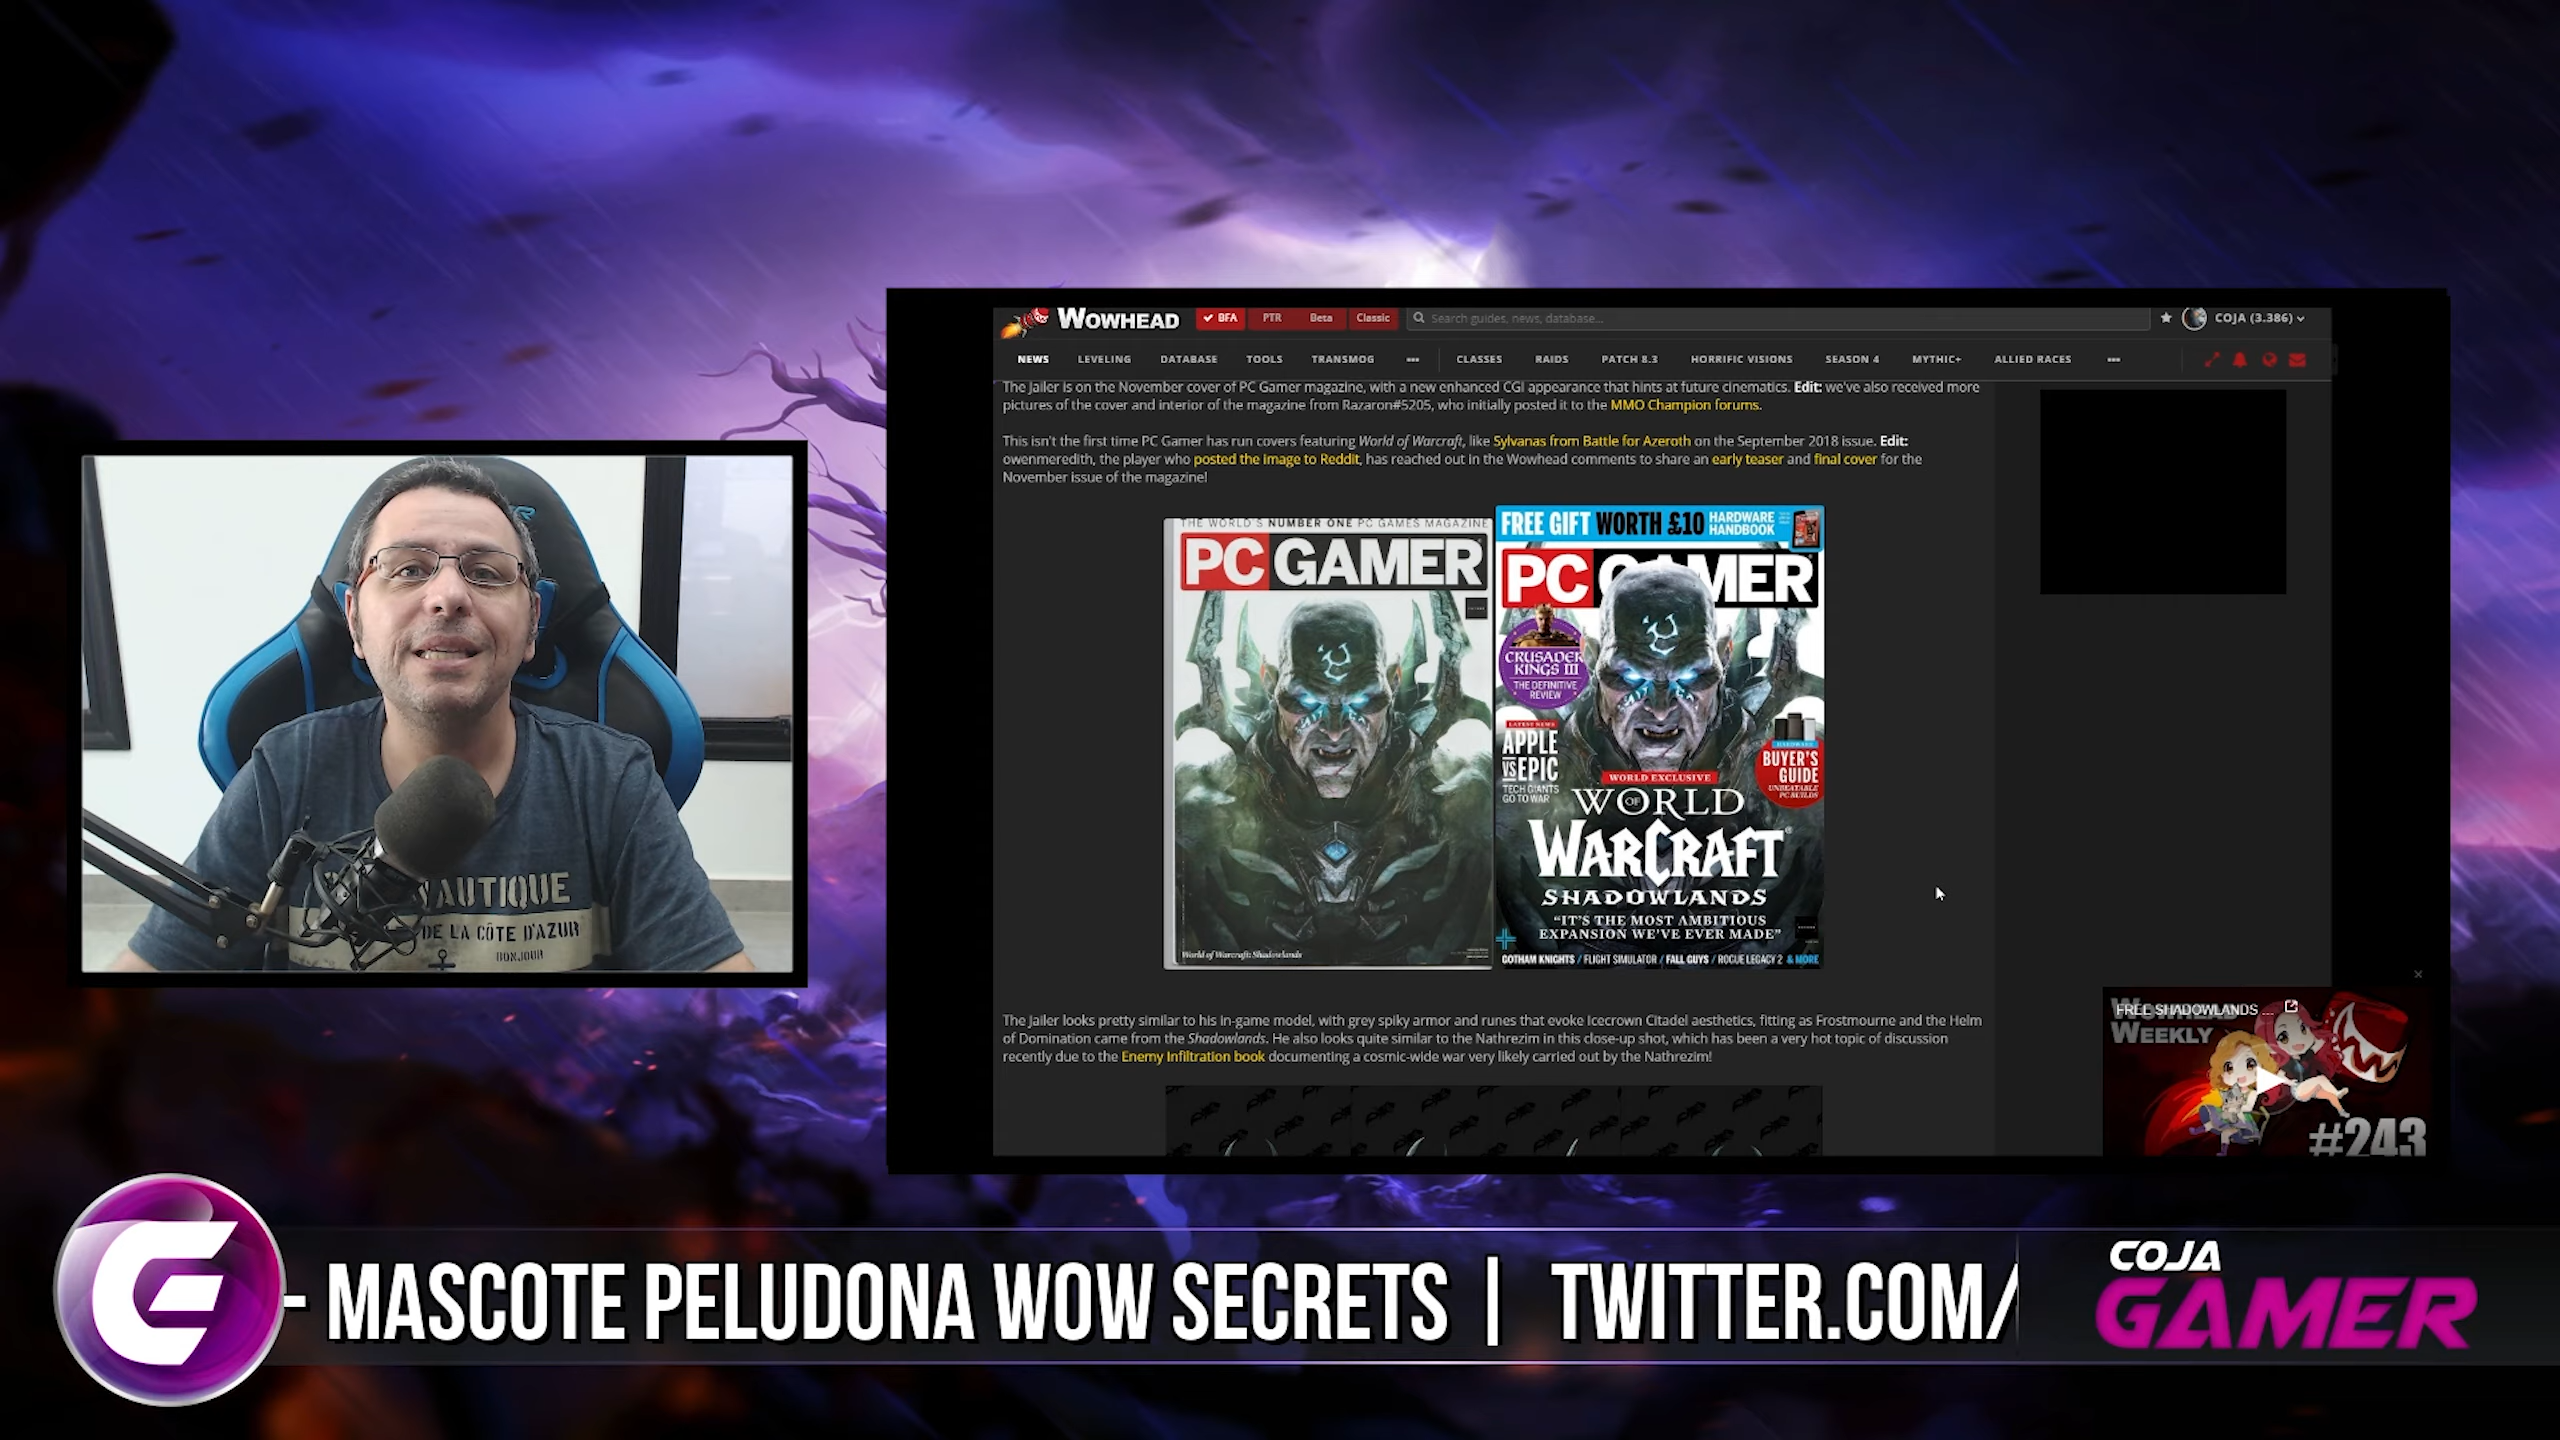 WOWHEAD
BFA PTR Beta Classic
Search guides, news, database...
COJA (3.386)
NEWS LEVELING DATABASE TOOLS TRANSMOG ••• CLASSES RAIDS PATCH 8.3 HORRIFIC VISIONS SEASON 4 MYTHIC+ ALLIED RACES •••
The Jailer is on the November cover of PC Gamer magazine, with a new enhanced CGI appearance that hints at future cinematics. Edit: we've also received more
pictures of the cover and interior of the magazine from Razaron#5205, who initially posted it to the MMO Champion forums.
This isn't the first time PC Gamer has run covers featuring World of Warcraft, like Sylvanas from Battle for Azeroth on the September 2018 issue. Edit:
owenmeredith, the player who posted the image to Reddit, has reached out in the Wowhead comments to share an early teaser and final cover for the
November issue of the magazine!
THE WORLD'S NUMBER ONE PC GAMES MAGAZINE
PC GAMER
World of Warcraft: Shadowlands
FREE GIFT WORTH £10 HARDWARE
HANDBOOK
PC GAMER
CRUSADER
KINGS III
THE DEFINITIVE
REVIEW
LATEST NEWS
APPLE
VS EPIC
TECH GIANTS
GO TO WAR
HARDWARE
BUYER'S
GUIDE
UNBEATABLE
PC BUILDS
WORLD EXCLUSIVE
WORLD OF
WARCRAFT
SHADOWLANDS
“IT'S THE MOST AMBITIOUS
EXPANSION WE'VE EVER MADE”
GOTHAM KNIGHTS / FLIGHT SIMULATOR / FALL GUYS / ROGUE LEGACY 2 & MORE
The Jailer looks pretty similar to his in-game model, with grey spiky armor and runes that evoke Icecrown Citadel aesthetics, fitting as Frostmourne and the Helm
of Domination came from the Shadowlands. He also looks quite similar to the Nathrezim in this close-up shot, which has been a very hot topic of discussion
recently due to the Enemy Infiltration book documenting a cosmic-wide war very likely carried out by the Nathrezim!
FREE SHADOWLANDS ...
WOWHEAD
WEEKLY
#243
AUTIQUE
DE LA CÔTE D'AZUR
BONJOUR
- MASCOTE PELUDONA WOW SECRETS | TWITTER.COM/
COJA
GAMER